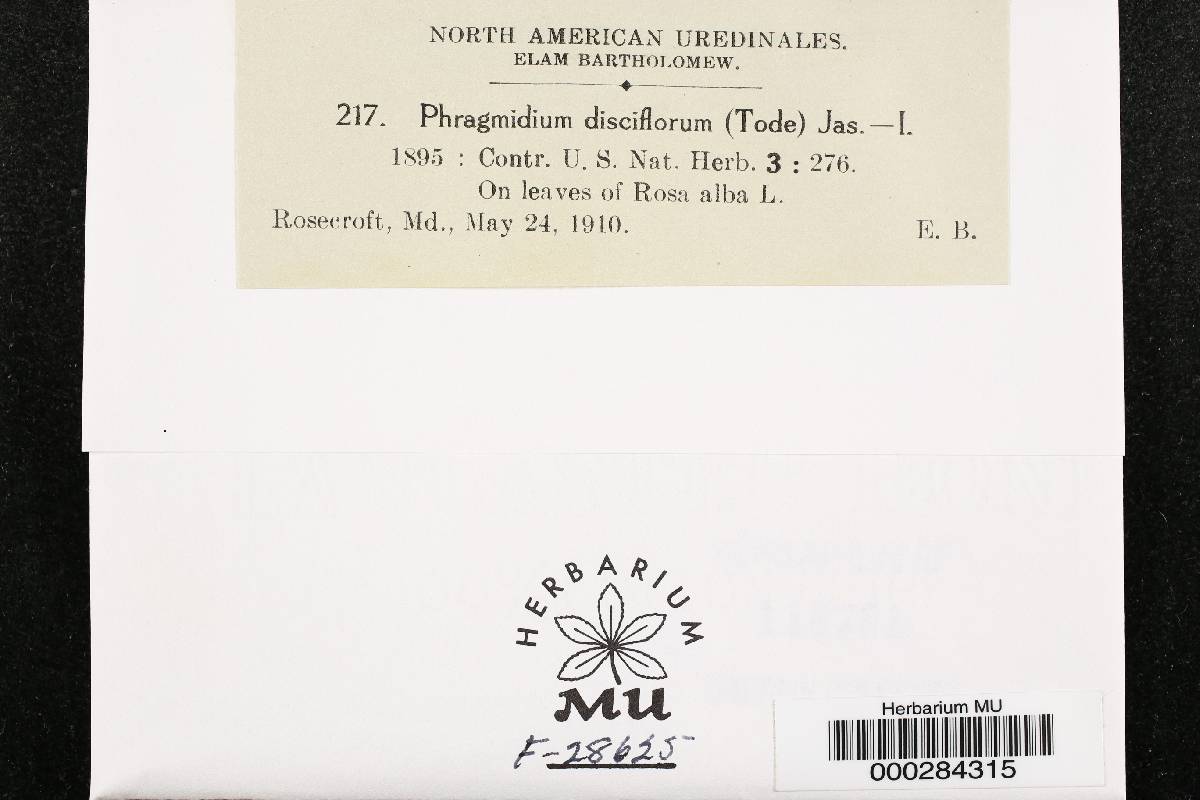 NORTH AMERICAN UREDINALES.
ELAM BARTHOLOMEW.
217. Phragmidium disciflorum (Tode) Jas.—I.
1895 : Contr. U. S. Nat. Herb. 3 : 276.
On leaves of Rosa alba L.
Rosecroft, Md., May 24, 1910. E. B.
HERBARIUM
MU
F-28625
Herbarium MU
000284315